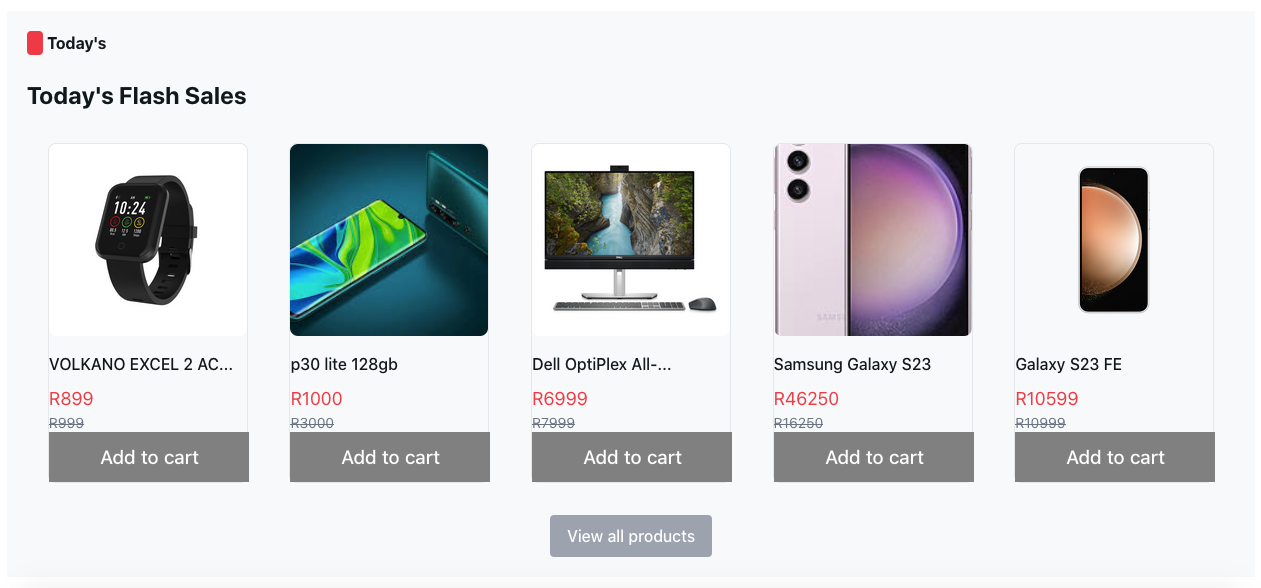 Today's
Today's Flash Sales
10:24
SAMS
VOLKANO EXCEL 2 AC...
p30 lite 128gb
Dell OptiPlex All-...
Samsung Galaxy S23
Galaxy S23 FE
R899
R1000
R6999
R46250
R10599
R999
R3000
R7999
R16250
R10999
Add to cart
Add to cart
Add to cart
Add to cart
Add to cart
View all products